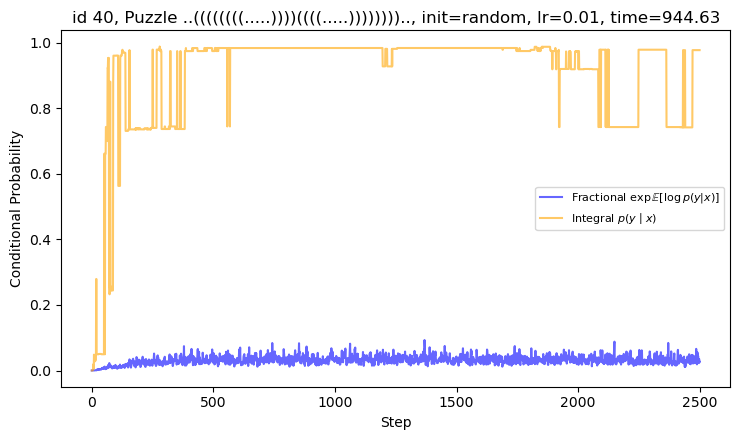 id 40, Puzzle ..((((((((.....))))((((.....)))))))).., init=random, lr=0.01, time=944.63
Conditional Probability
1.0
0.8
0.6
0.4
0.2
0.0
Fractional exp𝔼[log p(y|x)]
Integral p(y | x)
0
500
1000
1500
2000
2500
Step